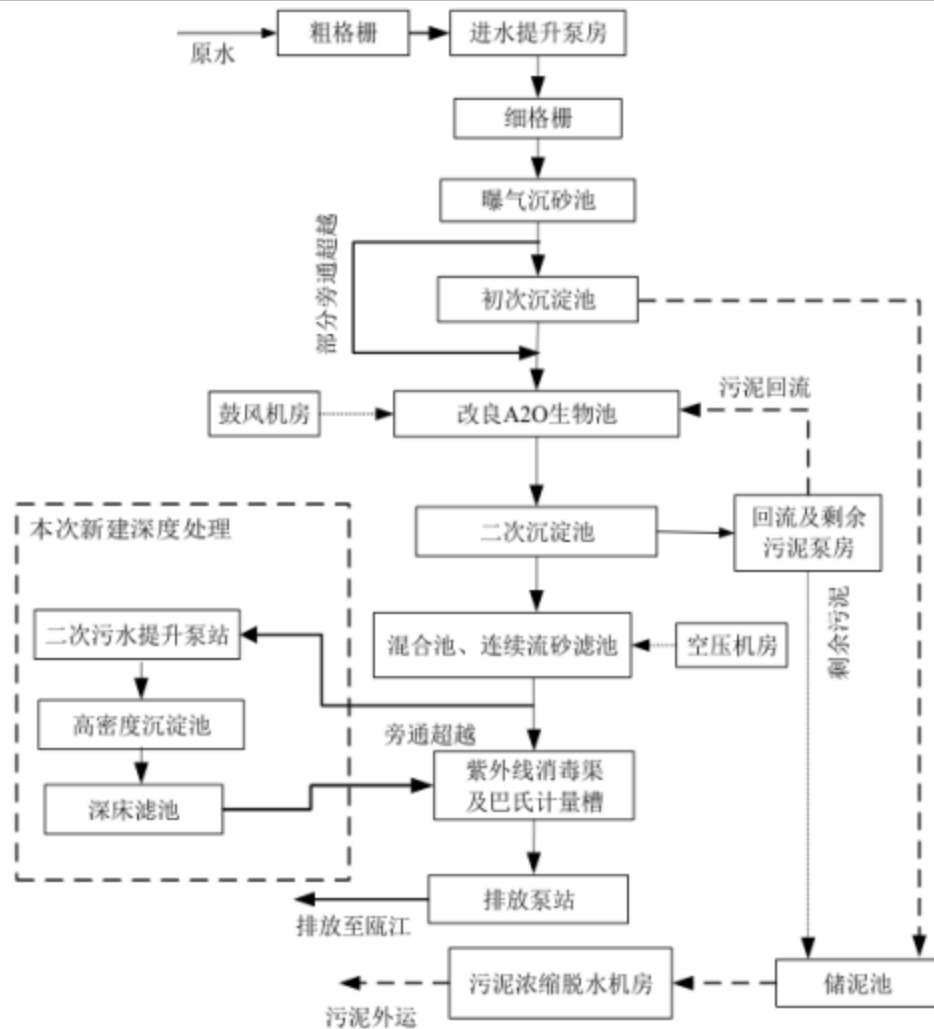 粗格栅
进水提升泵房
原水
细格栅
曝气沉砂池
部分旁通超越
初次沉淀池
污泥回流
鼓风机房
改良A2O生物池
本次新建深度处理
二次沉淀池
回流及剩余
污泥泵房
二次污水提升泵站
混合池、连续流砂滤池
空压机房
剩余污泥
高密度沉淀池
旁通超越
紫外线消毒渠
及巴氏计量槽
深床滤池
排放泵站
排放至瓯江
污泥浓缩脱水机房
储泥池
污泥外运